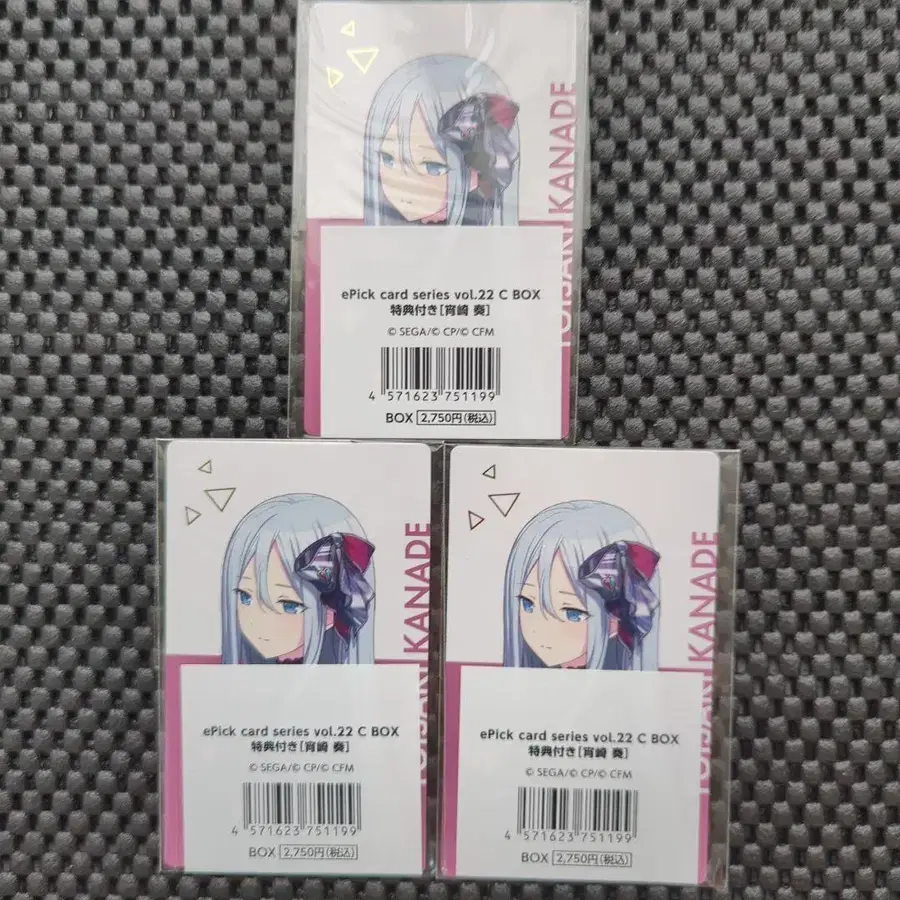 YOISAKI KANADE
ePick card series vol.22 C BOX
特典付き[宵崎 奏]
© SEGA/© CP/© CFM
4 571623 751199
BOX 2,750円(税込)
YOISAKI KANADE
ePick card series vol.22 C BOX
特典付き[宵崎 奏]
© SEGA/© CP/© CFM
4 571623 751199
BOX 2,750円(税込)
YOISAKI KANADE
ePick card series vol.22 C BOX
特典付き[宵崎 奏]
© SEGA/© CP/© CFM
4 571623 751199
BOX 2,750円(税込)